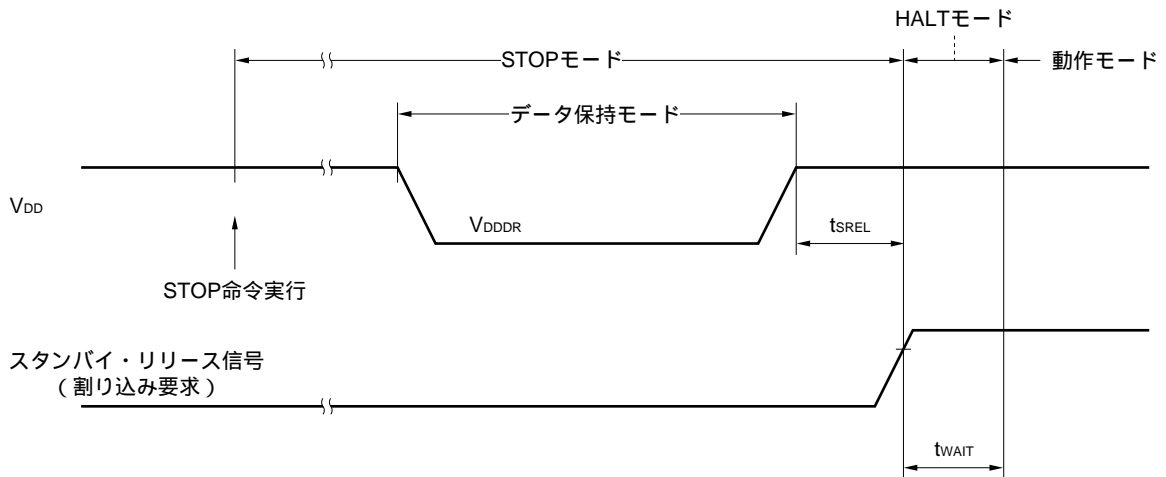 HALTモード
STOPモード
動作モード
データ保持モード
VDD
VDDDR
tSREL
STOP命令実行
スタンバイ・リリース信号
(割り込み要求)
tWAIT